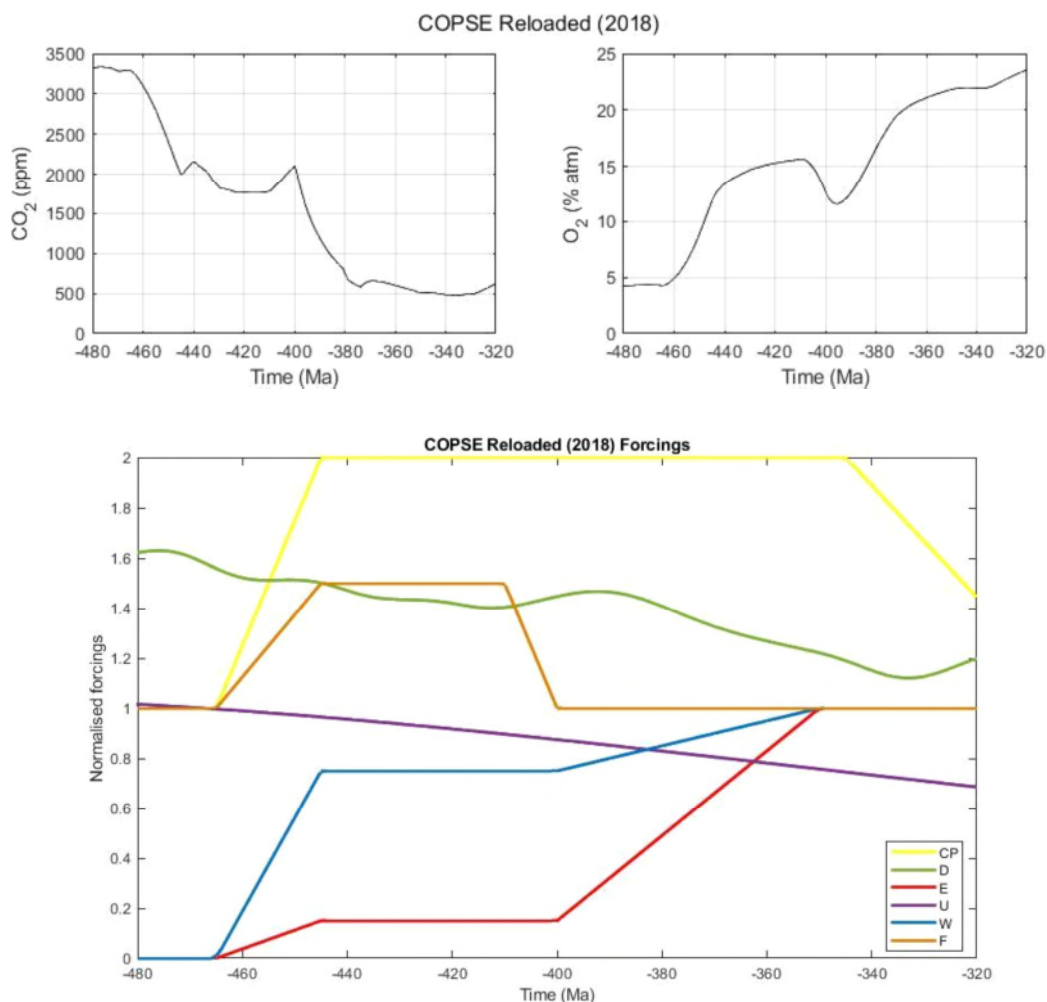 COPSE Reloaded (2018)
3500
3000
2500
2000
1500
1000
500
0
CO2 (ppm)
-480 -460 -440 -420 -400 -380 -360 -340 -320
Time (Ma)
25
20
15
10
5
0
O2 (% atm)
-480 -460 -440 -420 -400 -380 -360 -340 -320
Time (Ma)
COPSE Reloaded (2018) Forcings
2
1.8
1.6
1.4
1.2
1
0.8
0.6
0.4
0.2
0
Normalised forcings
CP
D
E
U
W
F
-480 -460 -440 -420 -400 -380 -360 -340 -320
Time (Ma)